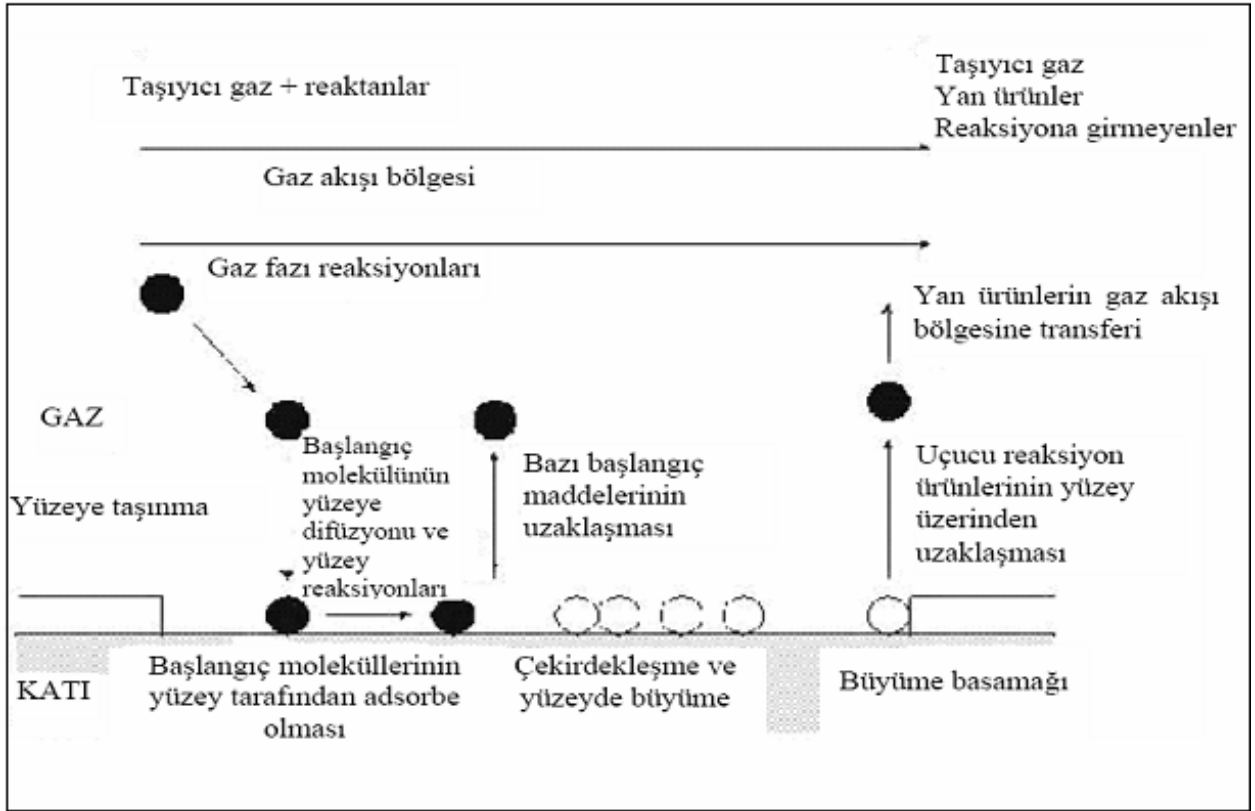 Taşıyıcı gaz + reaktanlar
Taşıyıcı gaz
Yan ürünler
Reaksiyona girmeyenler
Gaz akışı bölgesi
Gaz fazı reaksiyonları
Yan ürünlerin gaz akışı
bölgesine transferi
GAZ
Yüzeye taşınma
Başlangıç
molekülünün
yüzeye
difüzyonu ve
yüzey
reaksiyonları
Bazı başlangıç
maddelerinin
uzaklaşması
Uçucu reaksiyon
ürünlerinin yüzey
üzerinden
uzaklaşması
KATI
Başlangıç moleküllerinin
yüzey tarafından adsorbe
olması
Çekirdekleşme ve
yüzeyde büyüme
Büyüme basamağı